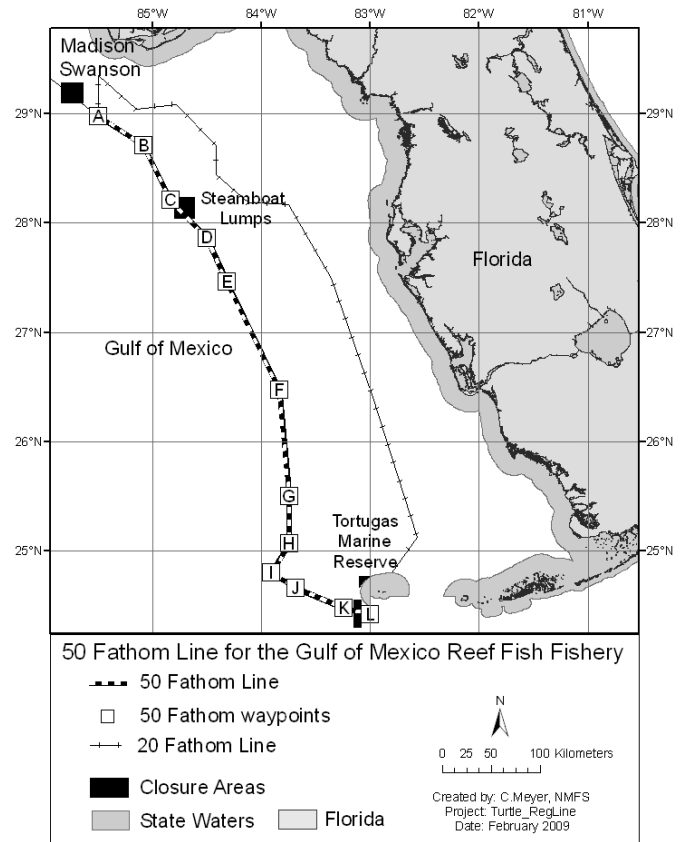 85°W 84°W 83°W 82°W 81°W
Madison
Swanson
29°N 29°N
A
B
C
Steamboat
Lumps
28°N 28°N
D
Florida
E
27°N 27°N
Gulf of Mexico
F
26°N 26°N
G
H
Tortugas
Marine
Reserve
25°N 25°N
I
J
K
L
50 Fathom Line for the Gulf of Mexico Reef Fish Fishery
50 Fathom Line
50 Fathom waypoints
20 Fathom Line
Closure Areas
State Waters
Florida
N
0 25 50 100 Kilometers
Created by: C.Meyer, NMFS
Project: Turtle_RegLine
Date: February 2009